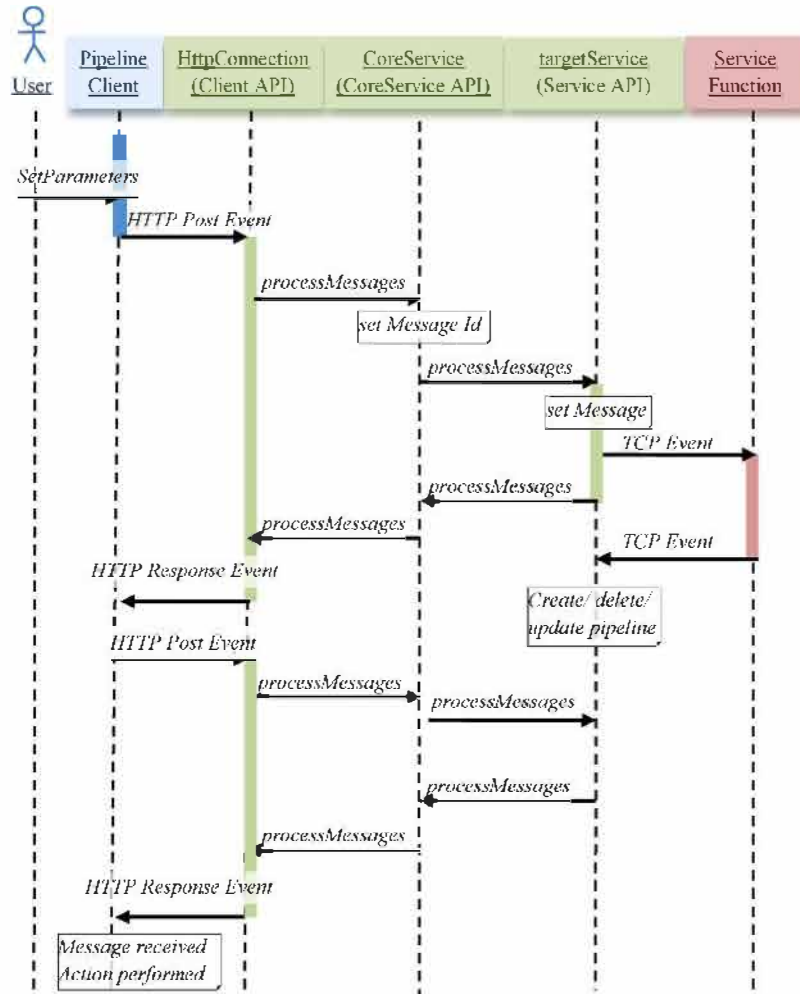 User
Pipeline
Client
HttpConnection
(Client API)
CoreService
(CoreService API)
targetService
(Service API)
Service
Function
SetParameters
HTTP Post Event
processMessages
set Message Id
processMessages
set Message
TCP Event
processMessages
processMessages
TCP Event
HTTP Response Event
Create/ delete/
update pipeline
HTTP Post Event
processMessages
processMessages
processMessages
processMessages
HTTP Response Event
Message received
Action performed